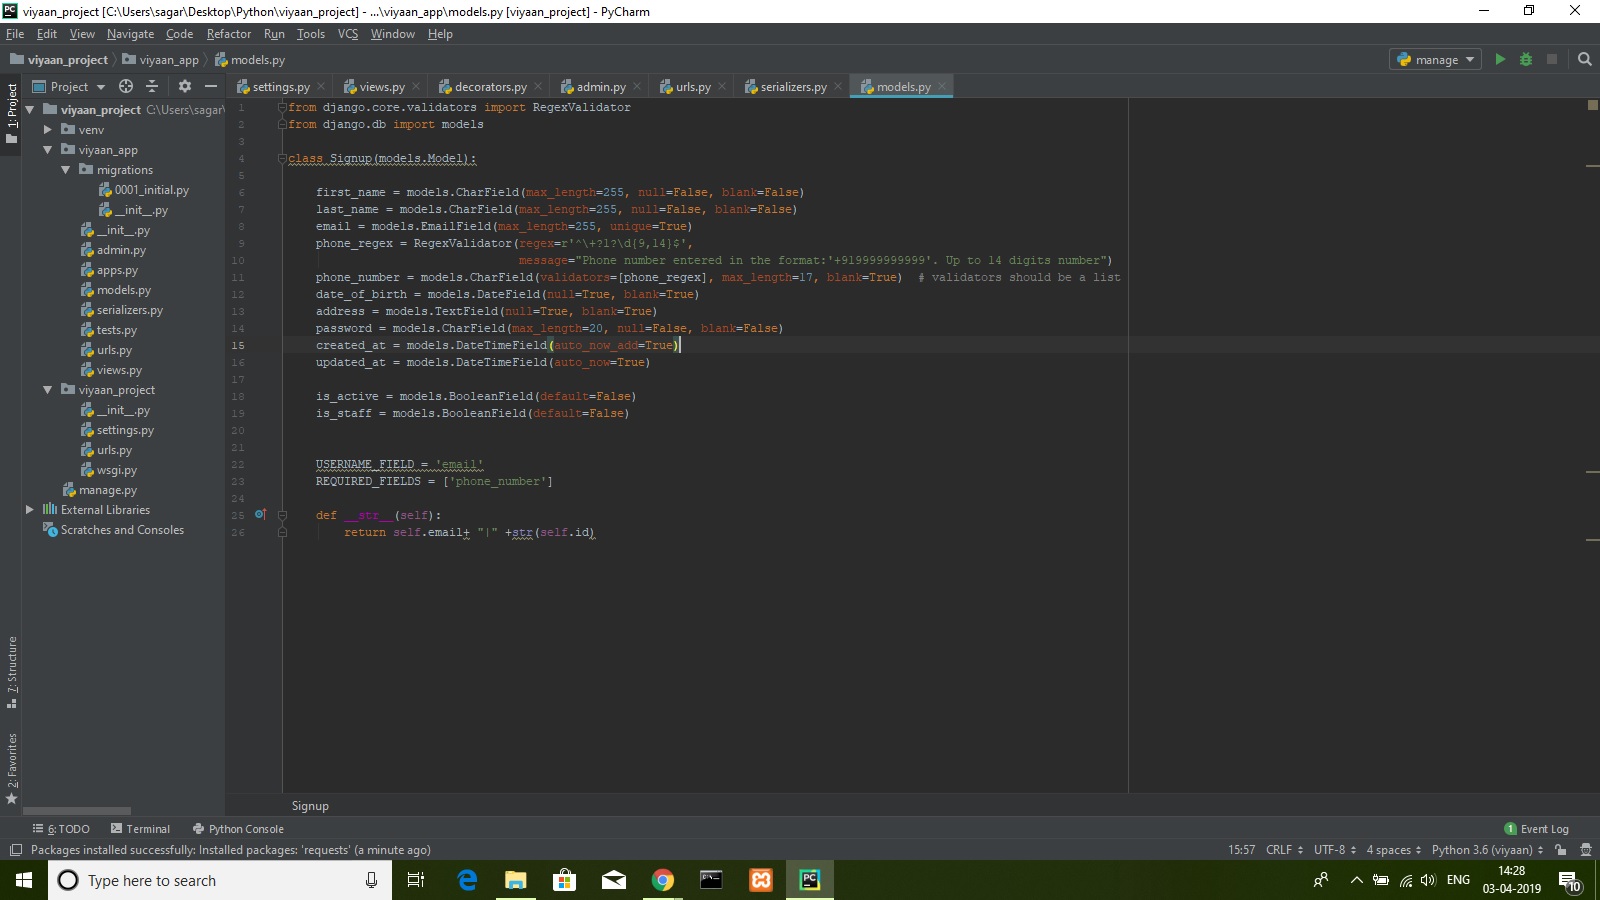 viyaan_project [C:\Users\sagar\Desktop\Python\viyaan_project] - ...\viyaan_app\models.py [viyaan_project] - PyCharm
File Edit View Navigate Code Refactor Run Tools VCS Window Help
viyaan_project viyaan_app models.py manage
Project settings.py views.py decorators.py admin.py urls.py serializers.py models.py
1: Project
viyaan_project C:\Users\sagar\
venv
viyaan_app
migrations
0001_initial.py
__init__.py
__init__.py
admin.py
apps.py
models.py
serializers.py
tests.py
urls.py
views.py
viyaan_project
__init__.py
settings.py
urls.py
wsgi.py
manage.py
External Libraries
Scratches and Consoles
7: Structure
2: Favorites
1 from django.core.validators import RegexValidator
2 from django.db import models
3
4 class Signup(models.Model):
5
6 first_name = models.CharField(max_length=255, null=False, blank=False)
7 last_name = models.CharField(max_length=255, null=False, blank=False)
8 email = models.EmailField(max_length=255, unique=True)
9 phone_regex = RegexValidator(regex=r'^\+?1?\d{9,14}$',
10 message="Phone number entered in the format:'+919999999999'. Up to 14 digits number")
11 phone_number = models.CharField(validators=[phone_regex], max_length=17, blank=True) # validators should be a list
12 date_of_birth = models.DateField(null=True, blank=True)
13 address = models.TextField(null=True, blank=True)
14 password = models.CharField(max_length=20, null=False, blank=False)
15 created_at = models.DateTimeField(auto_now_add=True)
16 updated_at = models.DateTimeField(auto_now=True)
17
18 is_active = models.BooleanField(default=False)
19 is_staff = models.BooleanField(default=False)
20
21
22 USERNAME_FIELD = 'email'
23 REQUIRED_FIELDS = ['phone_number']
24
25 def __str__(self):
26 return self.email+ "|" +str(self.id)
Signup
6: TODO Terminal Python Console 1 Event Log
Packages installed successfully: Installed packages: 'requests' (a minute ago) 15:57 CRLF UTF-8 4 spaces Python 3.6 (viyaan)
Type here to search ENG 14:28
03-04-2019 10